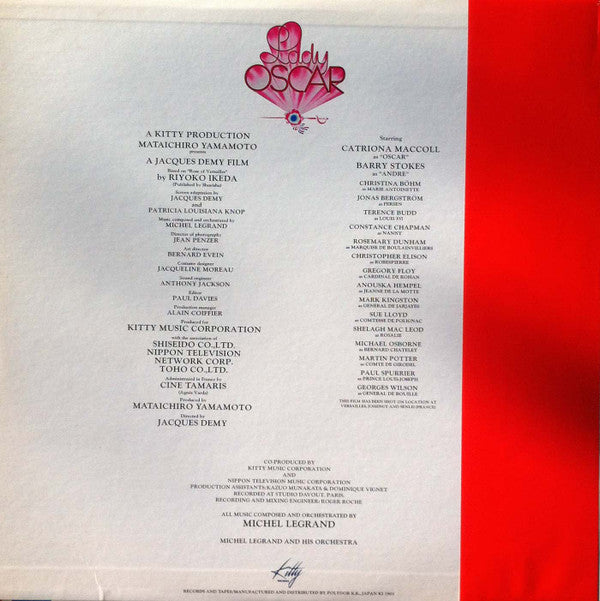 Lady
OSCAR
A KITTY PRODUCTION
MATAICHIRO YAMAMOTO
presents
A JACQUES DEMY FILM
Based on "Rose of Versailles"
by RIYOKO IKEDA
(Published by Shueisha)
Screen adaptation by
JACQUES DEMY
and
PATRICIA LOUISIANA KNOP
Music composed and orchestrated by
MICHEL LEGRAND
Director of photography
JEAN PENZER
Art director
BERNARD EVEIN
Costume designer
JACQUELINE MOREAU
Sound engineer
ANTHONY JACKSON
Editor
PAUL DAVIES
Production manager
ALAIN COIFFIER
Produced for
KITTY MUSIC CORPORATION
with the association of
SHISEIDO CO.,LTD.
NIPPON TELEVISION
NETWORK CORP.
TOHO CO.,LTD.
Administrated in France by
CINE TAMARIS
(Agnes Varda)
Produced by
MATAICHIRO YAMAMOTO
Directed by
JACQUES DEMY
Starring
CATRIONA MACCOLL
as "OSCAR"
BARRY STOKES
as "ANDRE"
CHRISTINA BÖHM
as MARIE ANTOINETTE
JONAS BERGSTRÖM
as FERSEN
TERENCE BUDD
as LOUIS XVI
CONSTANCE CHAPMAN
as NANNY
ROSEMARY DUNHAM
as MARQUISE DE BOULAINVILLIERS
CHRISTOPHER ELISON
as ROBESPIERRE
GREGORY FLOY
as CARDINAL DE ROHAN
ANOUSKA HEMPEL
as JEANNE DE LA MOTTE
MARK KINGSTON
as GENERAL DE JARJAYES
SUE LLOYD
as COMTESSE DE POLIGNAC
SHELAGH MAC LEOD
as ROSALIE
MICHAEL OSBORNE
as BERNARD CHATELET
MARTIN POTTER
as COMTE DE GIRODEL
PAUL SPURRIER
as PRINCE LOUIS-JOSEPH
GEORGES WILSON
as GENERAL DE BOUILLE
THIS FILM HAS BEEN SHOT ON LOCATION AT
VERSAILLES, JOSSIGNY AND SENLIS (FRANCE)
CO PRODUCED BY
KITTY MUSIC CORPORATION
AND
NIPPON TELEVISION MUSIC CORPORATION
PRODUCTION ASSISTANTS: KAZUO MUNAKATA & DOMINIQUE VIGNET
RECORDED AT STUDIO DAVOUT, PARIS.
RECORDING AND MIXING ENGINEER: ROGER ROCHE
ALL MUSIC COMPOSED AND ORCHESTRATED BY
MICHEL LEGRAND
MICHEL LEGRAND AND HIS ORCHESTRA
Kitty
RECORDS
RECORDS AND TAPES/MANUFACTURED AND DISTRIBUTED BY POLYDOR K.K., JAPAN